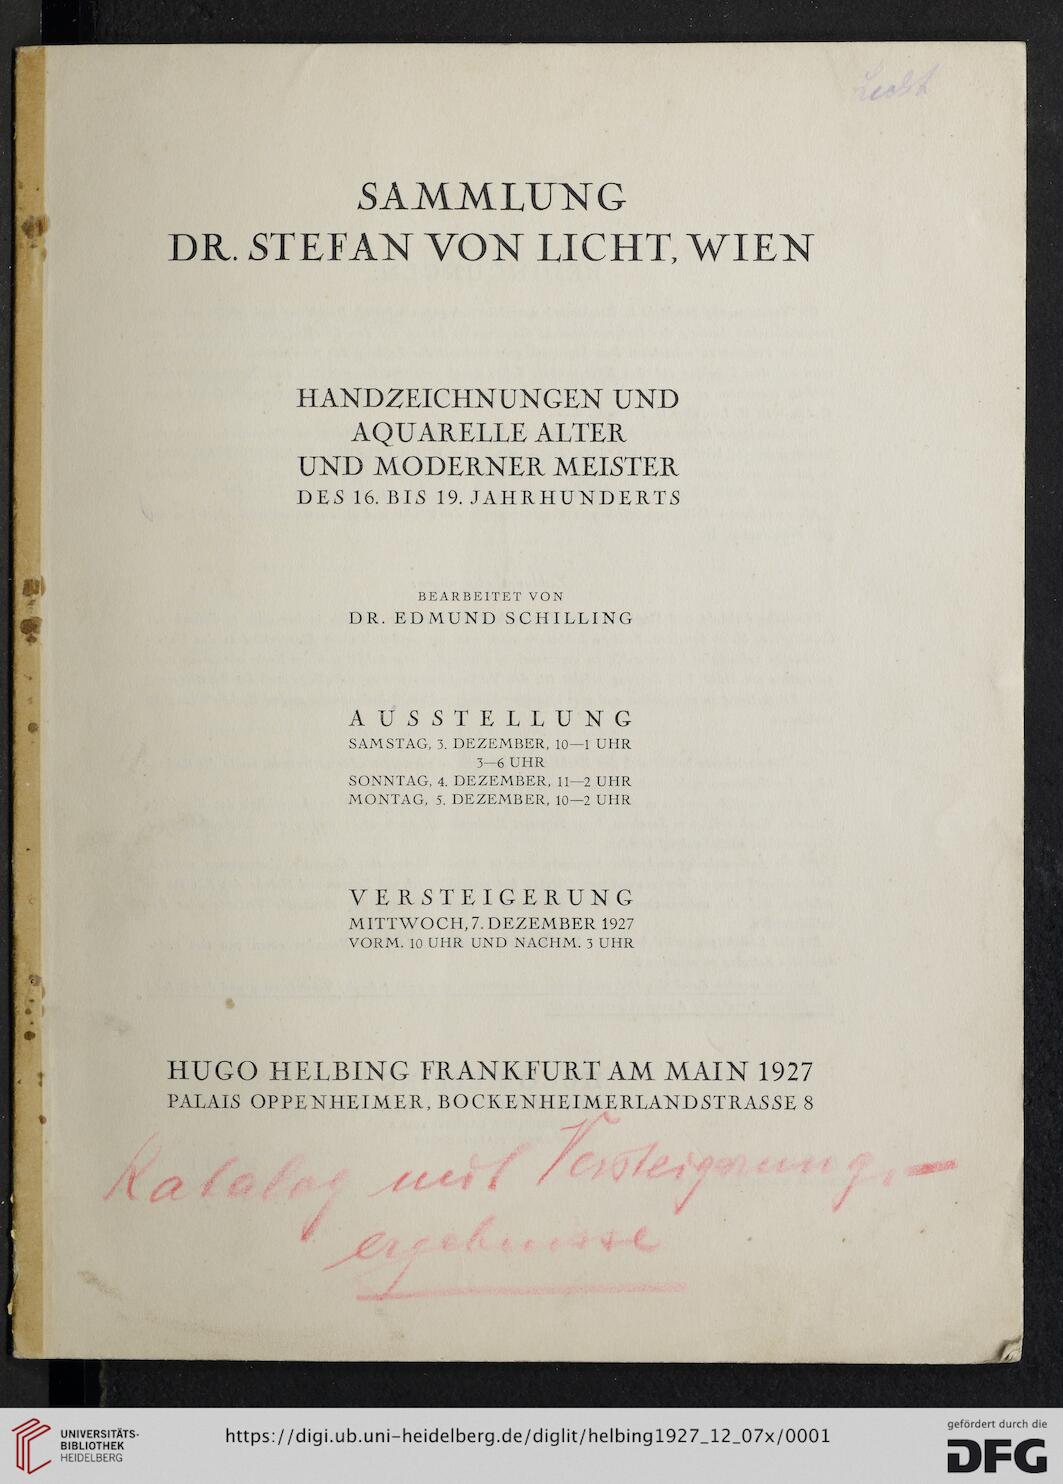 Licht
SAMMLUNG
DR. STEFAN VON LICHT, WIEN
HANDZEICHNUNGEN UND
AQUARELLE ALTER
UND MODERNER MEISTER
DES 16. BIS 19. JAHRHUNDERTS
BEARBEITET VON
DR. EDMUND SCHILLING
AUSSTELLUNG
SAMSTAG, 3. DEZEMBER, 10—1 UHR
3—6 UHR
SONNTAG, 4. DEZEMBER, 11—2 UHR
MONTAG, 5. DEZEMBER, 10—2 UHR
VERSTEIGERUNG
MITTWOCH, 7. DEZEMBER 1927
VORM. 10 UHR UND NACHM. 3 UHR
HUGO HELBING FRANKFURT AM MAIN 1927
PALAIS OPPENHEIMER, BOCKENHEIMERLANDSTRASSE 8
Katalog mit Versteigerungs-
ergebnisse
UNIVERSITÄTS-
BIBLIOTHEK
HEIDELBERG
https://digi.ub.uni-heidelberg.de/diglit/helbing1927_12_07x/0001
gefördert durch die
DFG